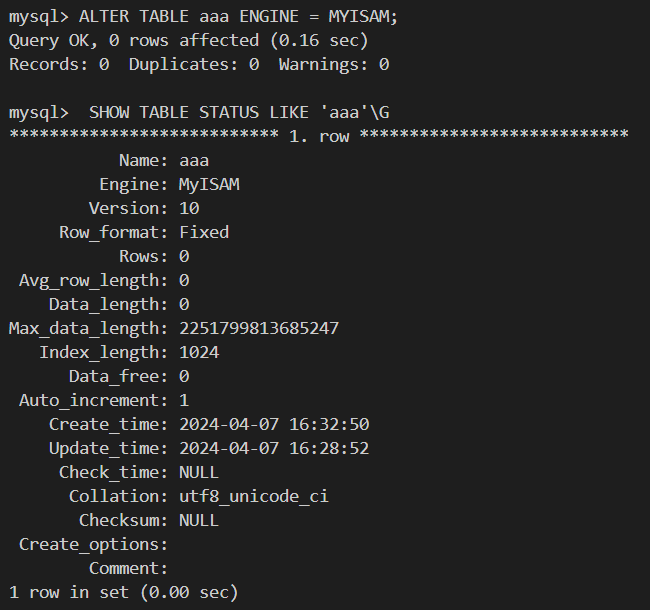 mysql> ALTER TABLE aaa ENGINE = MYISAM;
Query OK, 0 rows affected (0.16 sec)
Records: 0  Duplicates: 0  Warnings: 0

mysql>  SHOW TABLE STATUS LIKE 'aaa'\G
*************************** 1. row ***************************
           Name: aaa
         Engine: MyISAM
        Version: 10
     Row_format: Fixed
           Rows: 0
 Avg_row_length: 0
    Data_length: 0
Max_data_length: 2251799813685247
   Index_length: 1024
      Data_free: 0
 Auto_increment: 1
    Create_time: 2024-04-07 16:32:50
    Update_time: 2024-04-07 16:28:52
     Check_time: NULL
      Collation: utf8_unicode_ci
       Checksum: NULL
 Create_options:
        Comment:
1 row in set (0.00 sec)